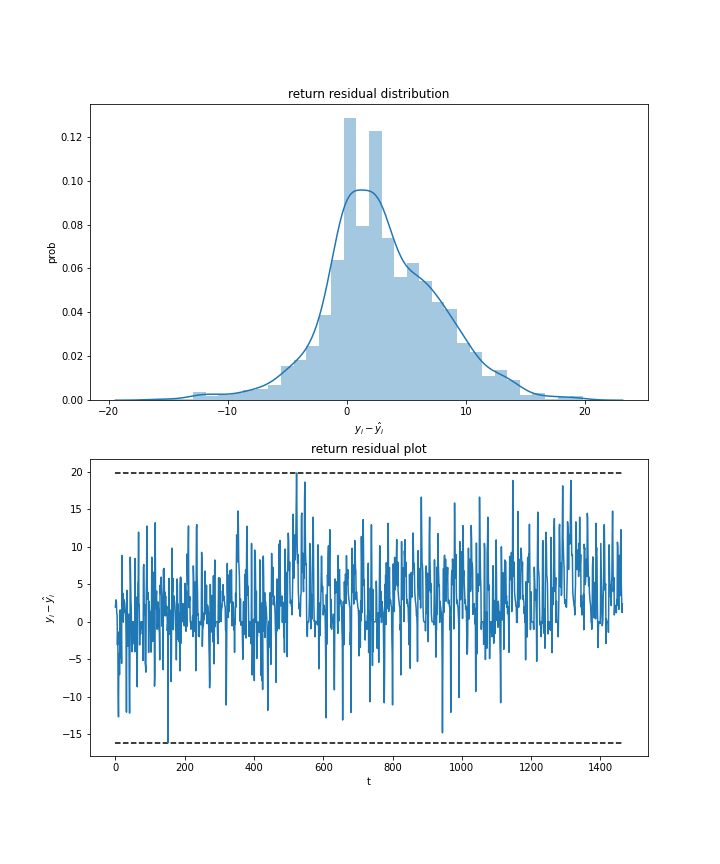 return residual distribution
prob
0.12
0.10
0.08
0.06
0.04
0.02
0.00
−20 −10 0 10 20
$y_i - \hat{y}_i$
return residual plot
$y_i - \hat{y}_i$
20
15
10
5
0
−5
−10
−15
0 200 400 600 800 1000 1200 1400
t